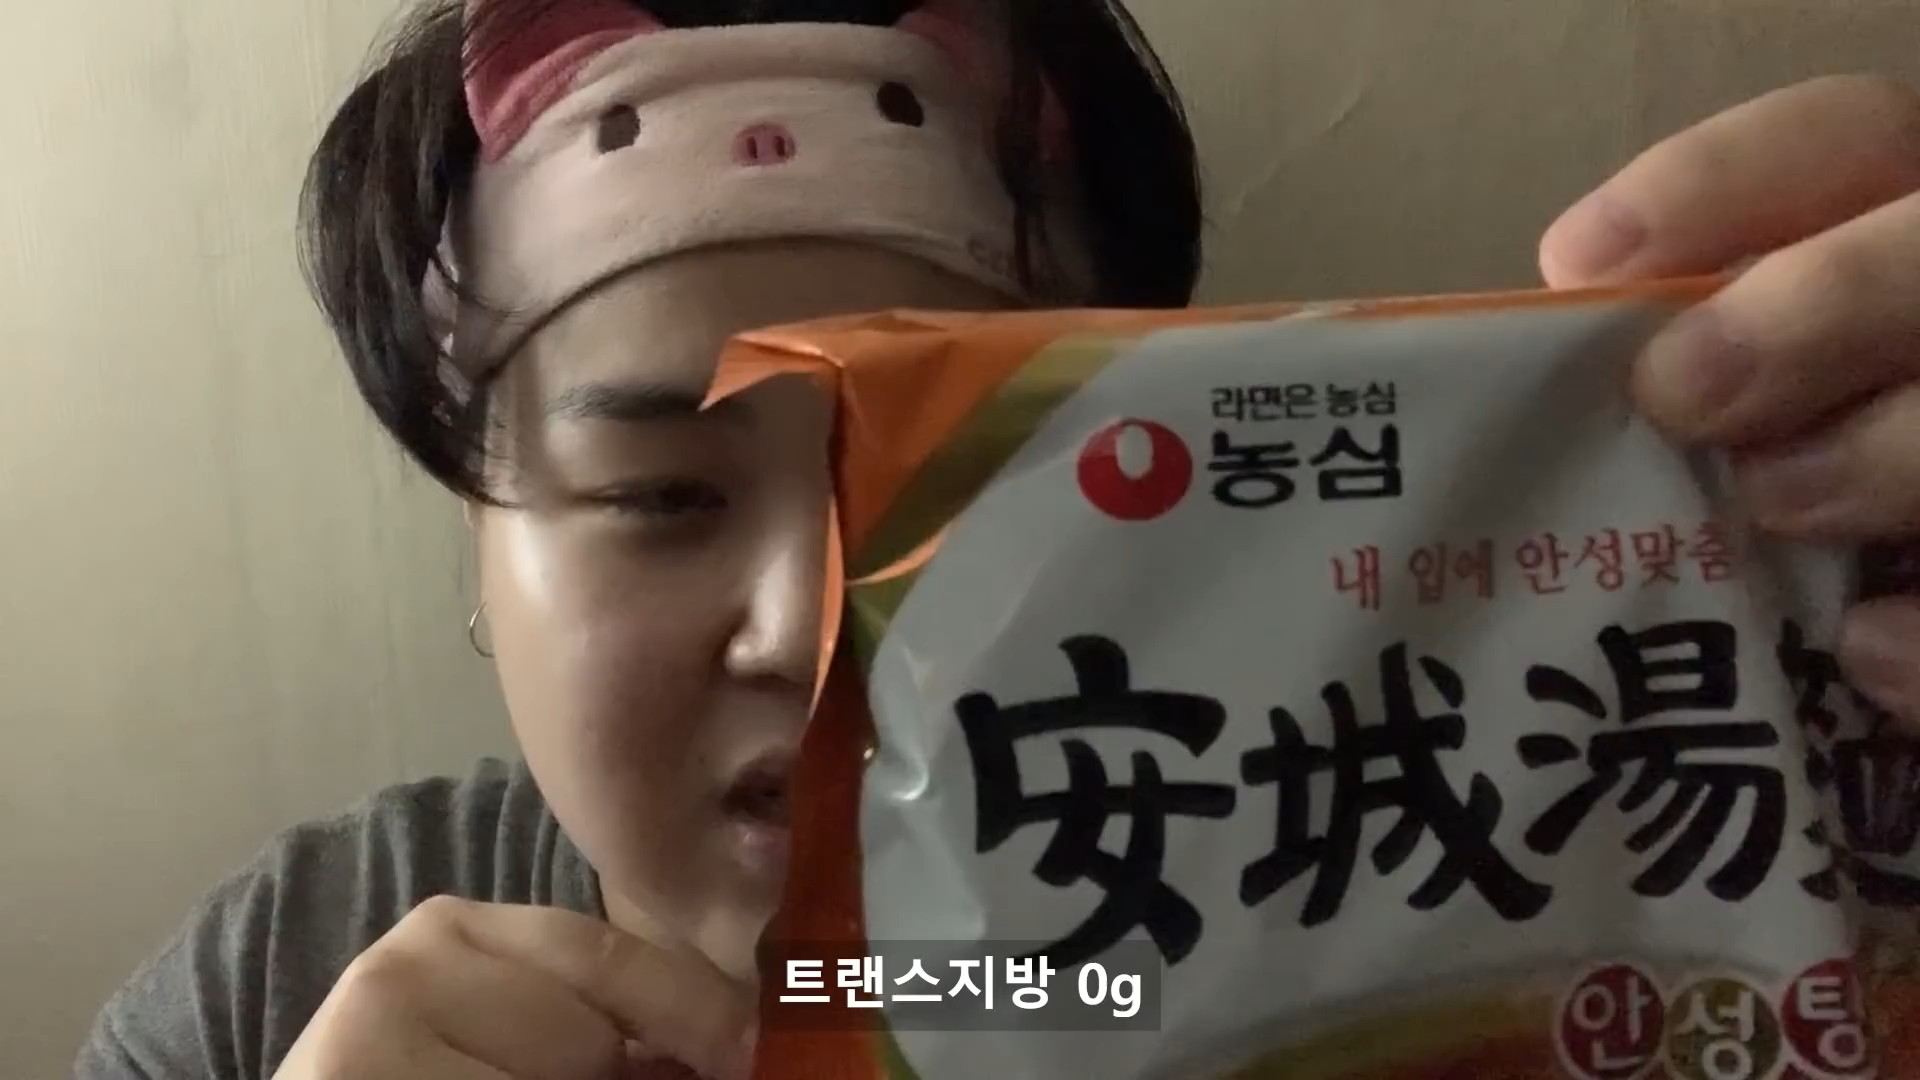 라면은 농심
농심
내 입에 안성맞춤
安城湯
안성탕
트랜스지방 0g